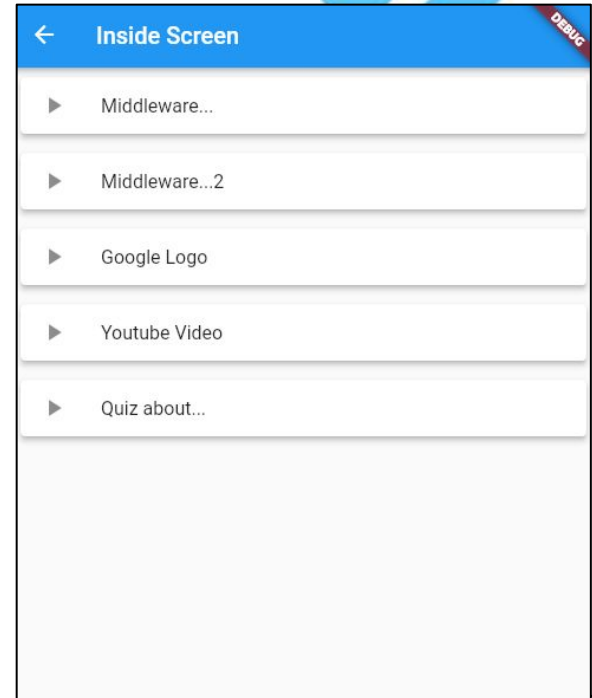 Inside Screen
DEBUG
Middleware...
Middleware...2
Google Logo
Youtube Video
Quiz about...